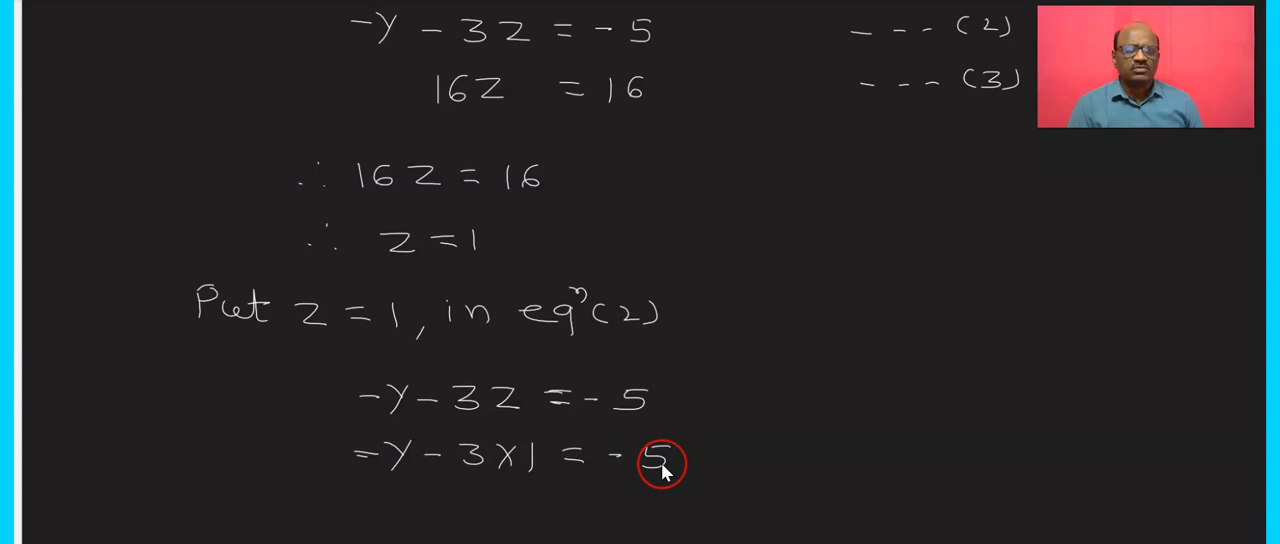 -y - 3z = - 5 - - - (2)
16z = 16 - - - (3)
∴ 16z = 16
∴ z = 1
Put z = 1, in eqⁿ(2)
-y - 3z = - 5
=y - 3 x 1 = - 5